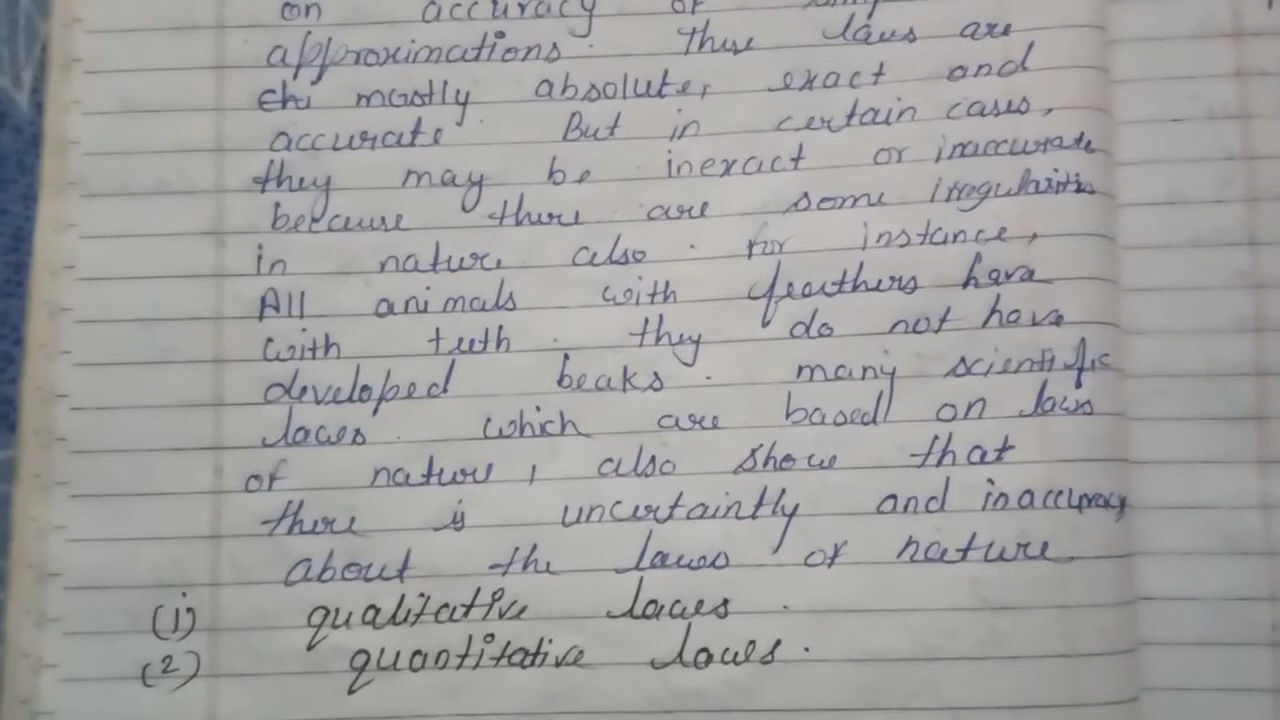 on accuracy of
approximations. These laws are
mostly absolute, exact and
accurate. But in certain cases,
they may be inexact or inaccurate
because there are some irregularities
in nature also. for instance,
All animals with feathers have
with teeth. they do not have
developed beaks. many scientific
laws. which are based on laws
of nature, also show that
there is uncertaintly and inaccuracy
about the laws of nature
(i) qualitative laws.
(2) quantitative laws.